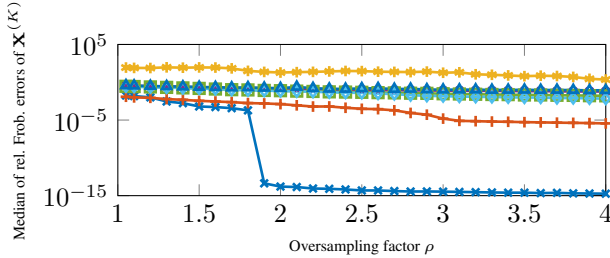 Median of rel. Frob. errors of X^(K)
10^5
10^−5
10^−15
1 1.5 2 2.5 3 3.5 4
Oversampling factor ρ